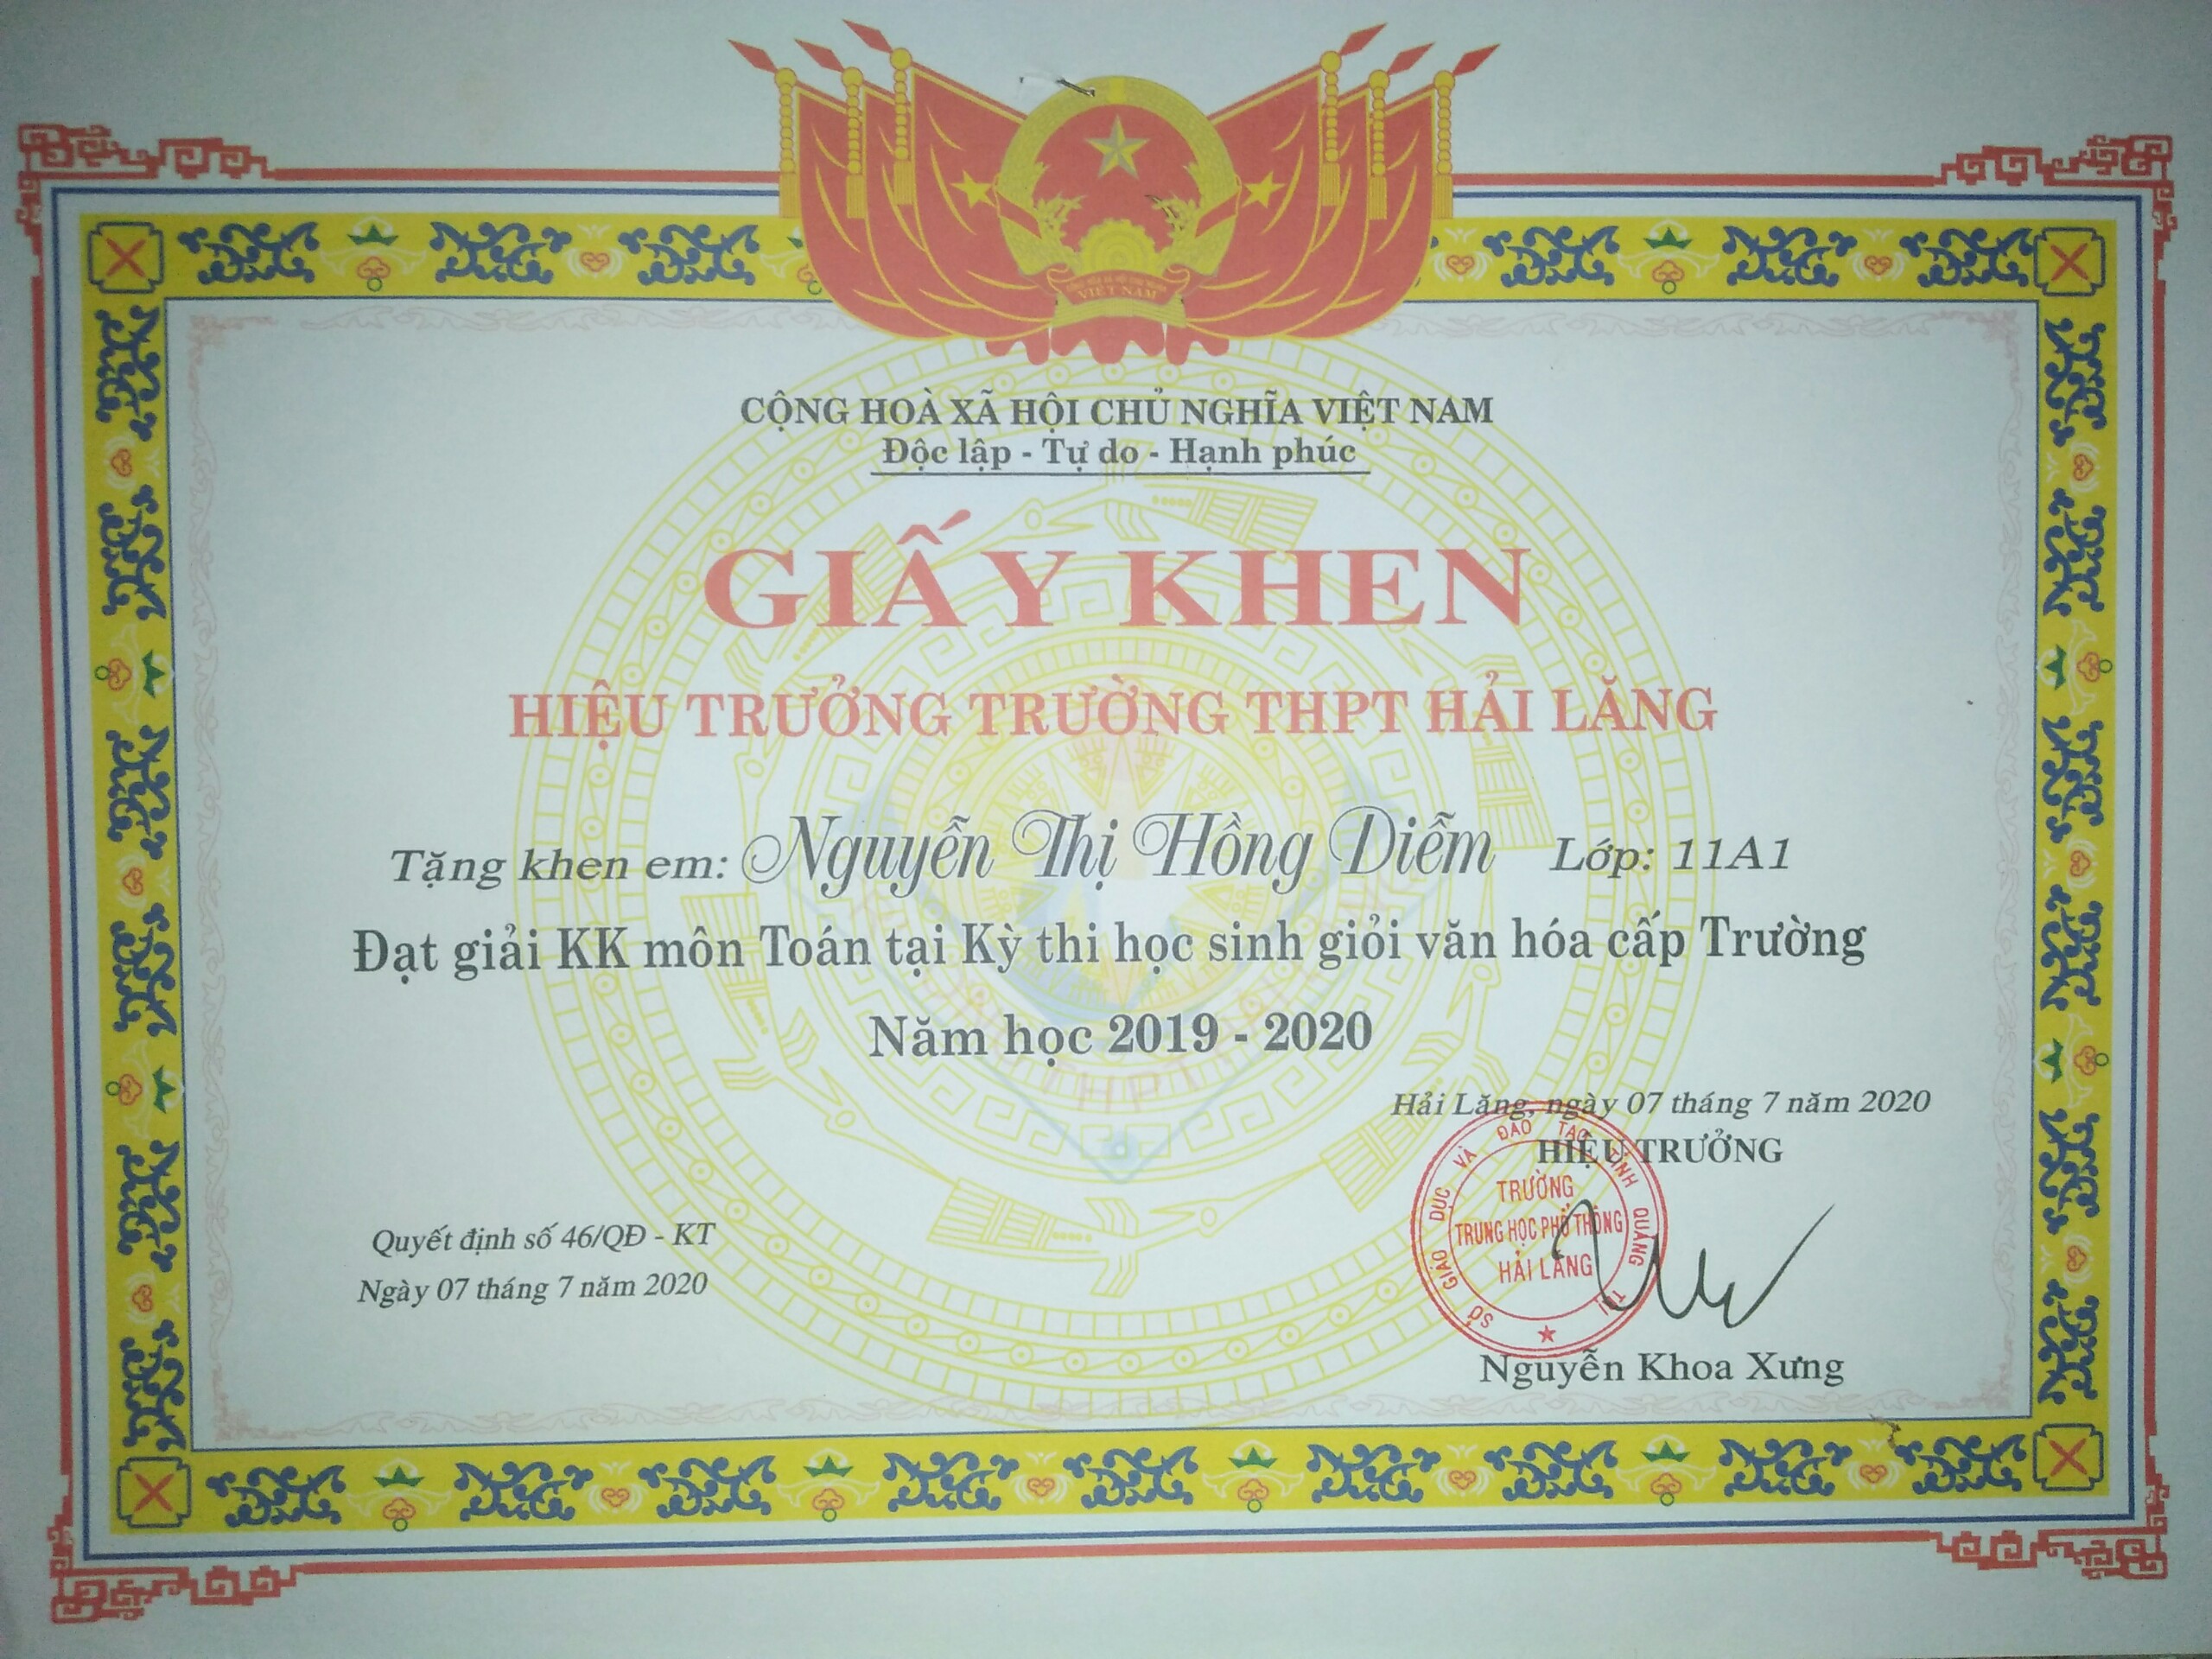 VIỆT NAM
CỘNG HOÀ XÃ HỘI CHỦ NGHĨA VIỆT NAM
Độc lập - Tự do - Hạnh phúc
GIẤY KHEN
HIỆU TRƯỞNG TRƯỜNG THPT HẢI LĂNG
Tặng khen em: Nguyễn Thị Hồng Diễm Lớp: 11A1
Đạt giải KK môn Toán tại Kỳ thi học sinh giỏi văn hóa cấp Trường
Năm học 2019 - 2020
Hải Lăng, ngày 07 tháng 7 năm 2020
HIỆU TRƯỞNG
SỞ GIÁO DỤC VÀ ĐÀO TẠO TỈNH QUẢNG TRỊ
TRƯỜNG
TRUNG HỌC PHỔ THÔNG
HẢI LĂNG
Quyết định số 46/QĐ - KT
Ngày 07 tháng 7 năm 2020
Nguyễn Khoa Xưng